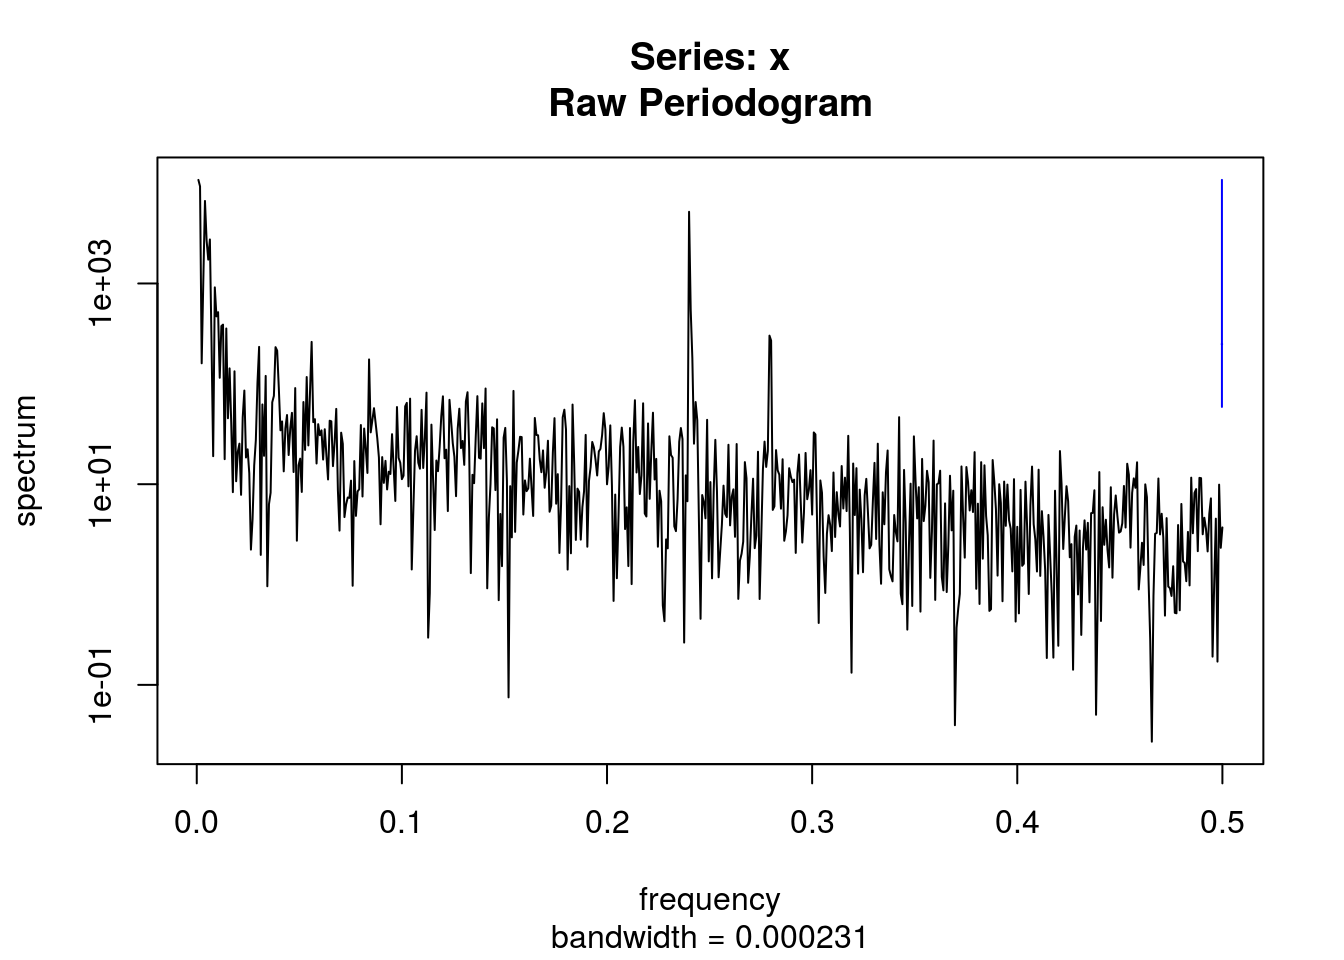 Series: x
Raw Periodogram
spectrum
1e+03
1e+01
1e-01
0.0 0.1 0.2 0.3 0.4 0.5
frequency
bandwidth = 0.000231